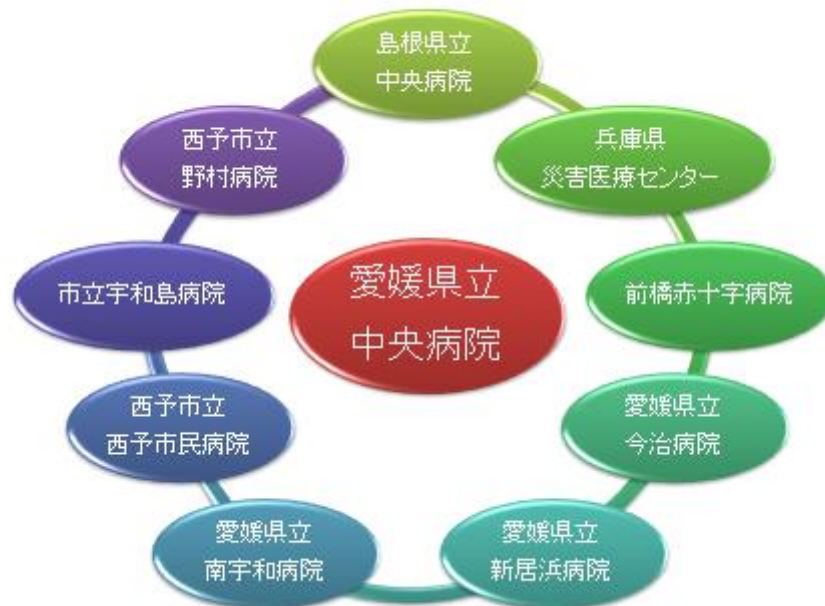 島根県立
中央病院
兵庫県
災害医療センター
前橋赤十字病院
愛媛県立
今治病院
愛媛県立
新居浜病院
愛媛県立
南宇和病院
西予市立
西予市民病院
市立宇和島病院
西予市立
野村病院
愛媛県立
中央病院